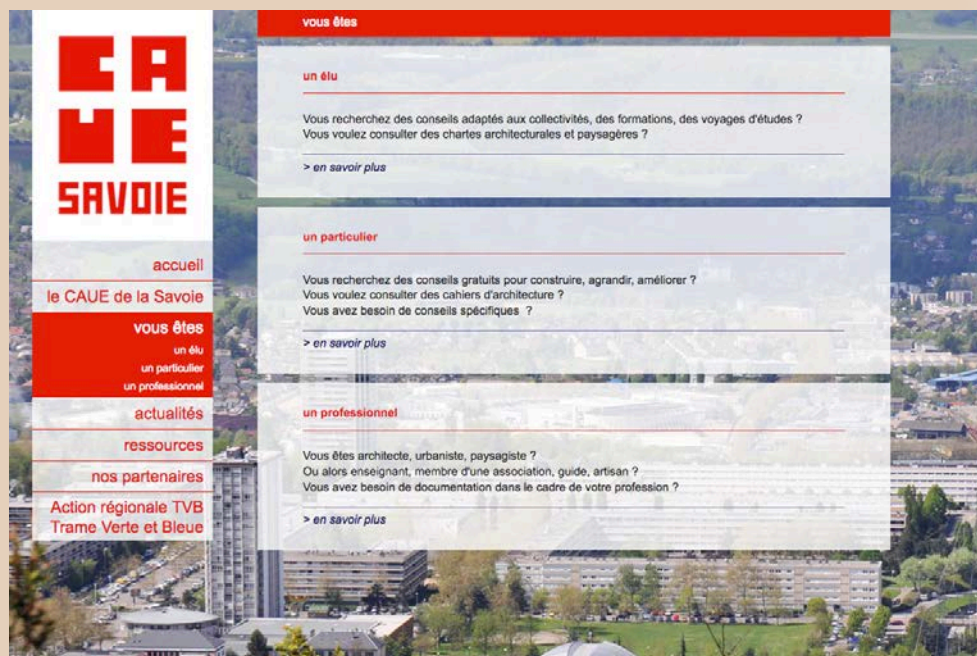 CAUE
SAVOIE
accueil
le CAUE de la Savoie
vous êtes
un élu
un particulier
un professionnel
actualités
ressources
nos partenaires
Action régionale TVB
Trame Verte et Bleue
vous êtes
un élu
Vous recherchez des conseils adaptés aux collectivités, des formations, des voyages d'études ?
Vous voulez consulter des chartes architecturales et paysagères ?
> en savoir plus
un particulier
Vous recherchez des conseils gratuits pour construire, agrandir, améliorer ?
Vous voulez consulter des cahiers d'architecture ?
Vous avez besoin de conseils spécifiques ?
> en savoir plus
un professionnel
Vous êtes architecte, urbaniste, paysagiste ?
Ou alors enseignant, membre d'une association, guide, artisan ?
Vous avez besoin de documentation dans le cadre de votre profession ?
> en savoir plus